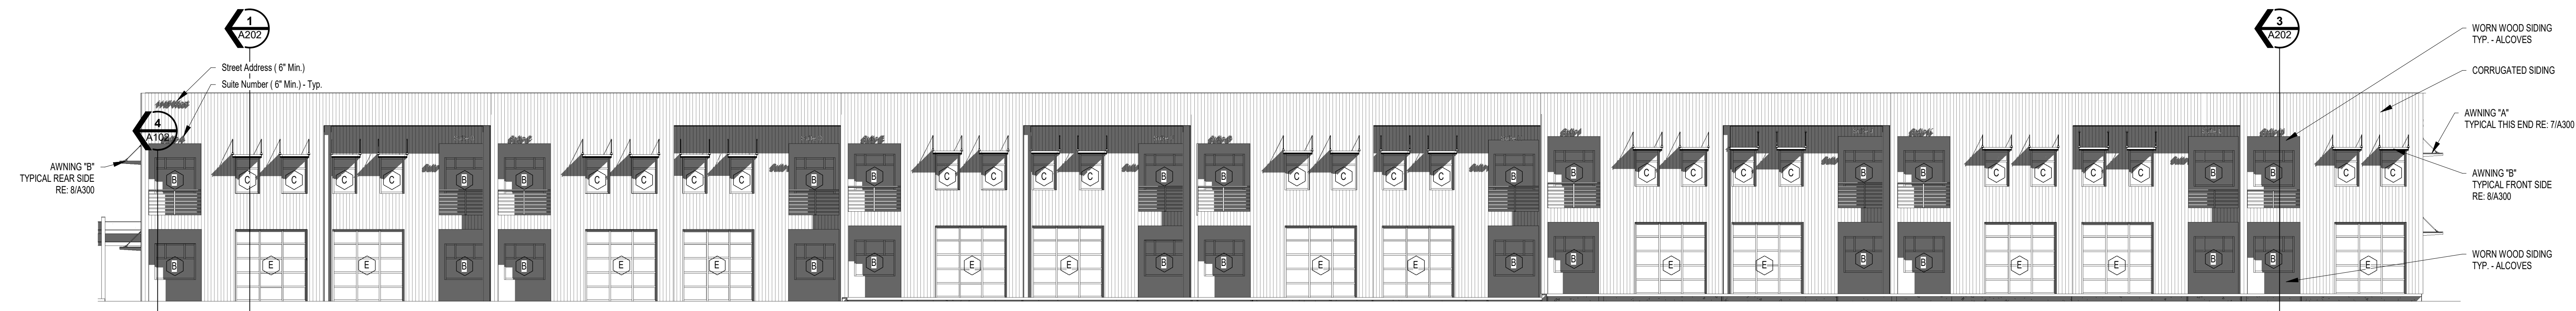 1
A202
3
A202
Street Address ( 6" Min.)
Suite Number ( 6" Min.) - Typ.
4
A108
AWNING "B"
TYPICAL REAR SIDE
RE: 8/A300
WORN WOOD SIDING
TYP. - ALCOVES
CORRUGATED SIDING
AWNING "A"
TYPICAL THIS END RE: 7/A300
AWNING "B"
TYPICAL FRONT SIDE
RE: 8/A300
WORN WOOD SIDING
TYP. - ALCOVES
B C C C C B B C C C C B B C C C C B B C C C C B B C C C C B B C C C C B B C C
B E E B B E E B B E E B B E E B B E E B B E E B B E